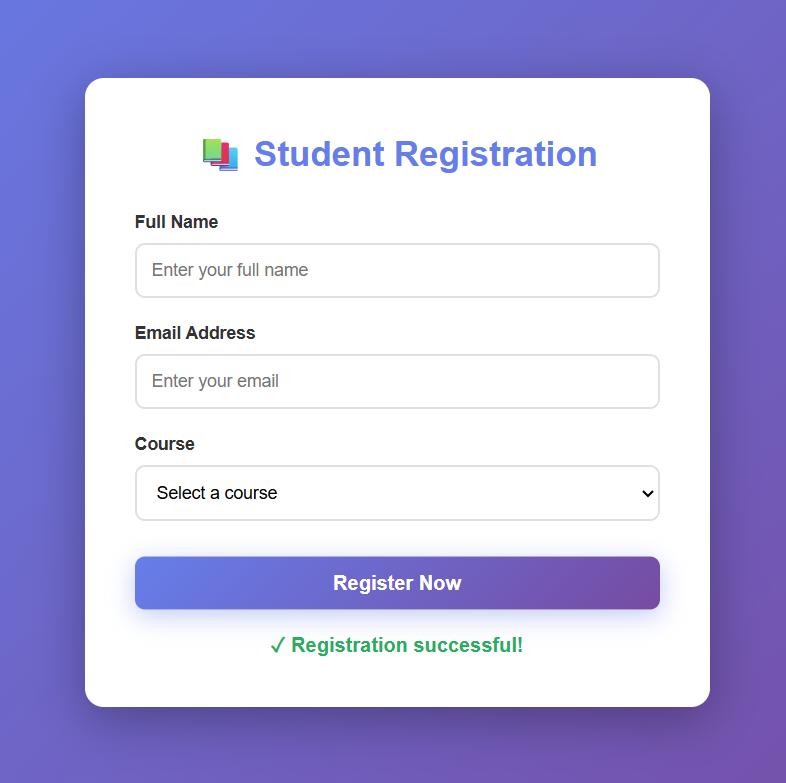 📚 Student Registration
Full Name
Enter your full name
Email Address
Enter your email
Course
Select a course
Register Now
✓ Registration successful!